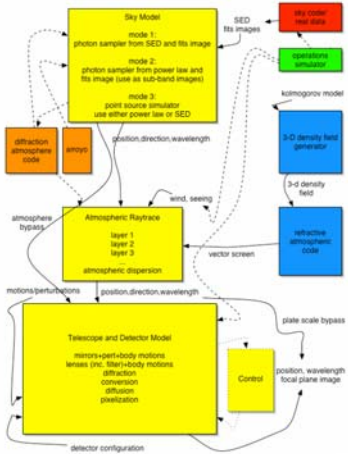 Sky Model
mode 1:
photon sampler from SED and fits image
mode 2:
photon sampler from power law and
fits image (use as sub-band images)
mode 3:
point source simulator
use either power law or SED
SED
fits images
sky coder
real data
operations
simulator
kolmogorov model
3-D density field
generator
3-d density
field
refractive
atmospheric
code
diffraction
atmosphere
code
arroyo
position,direction,wavelength
wind, seeing
atmosphere
bypass
Atmospheric Raytrace
layer 1
layer 2
layer 3
...
atmospheric dispersion
vector screen
motions/perturbations
position,direction,wavelength
plate scale bypass
Telescope and Detector Model
mirrors+pert+body motions
lenses (inc. filter)+body motions
diffraction
conversion
diffusion
pixelization
Control
position, wavelength
focal plane image
detector configuration